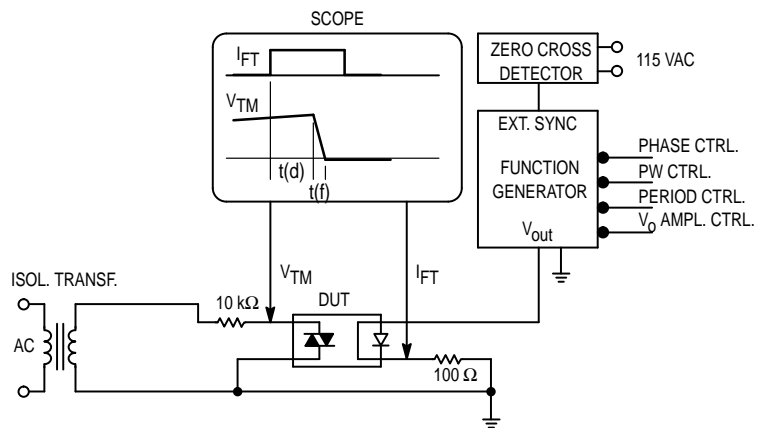 SCOPE
I_FT
V_TM
t(d)
t(f)
ZERO CROSS
DETECTOR
115 VAC
EXT. SYNC
FUNCTION
GENERATOR
V_out
PHASE CTRL.
PW CTRL.
PERIOD CTRL.
V_o AMPL. CTRL.
ISOL. TRANSF.
AC
10 kΩ
V_TM
DUT
I_FT
100 Ω